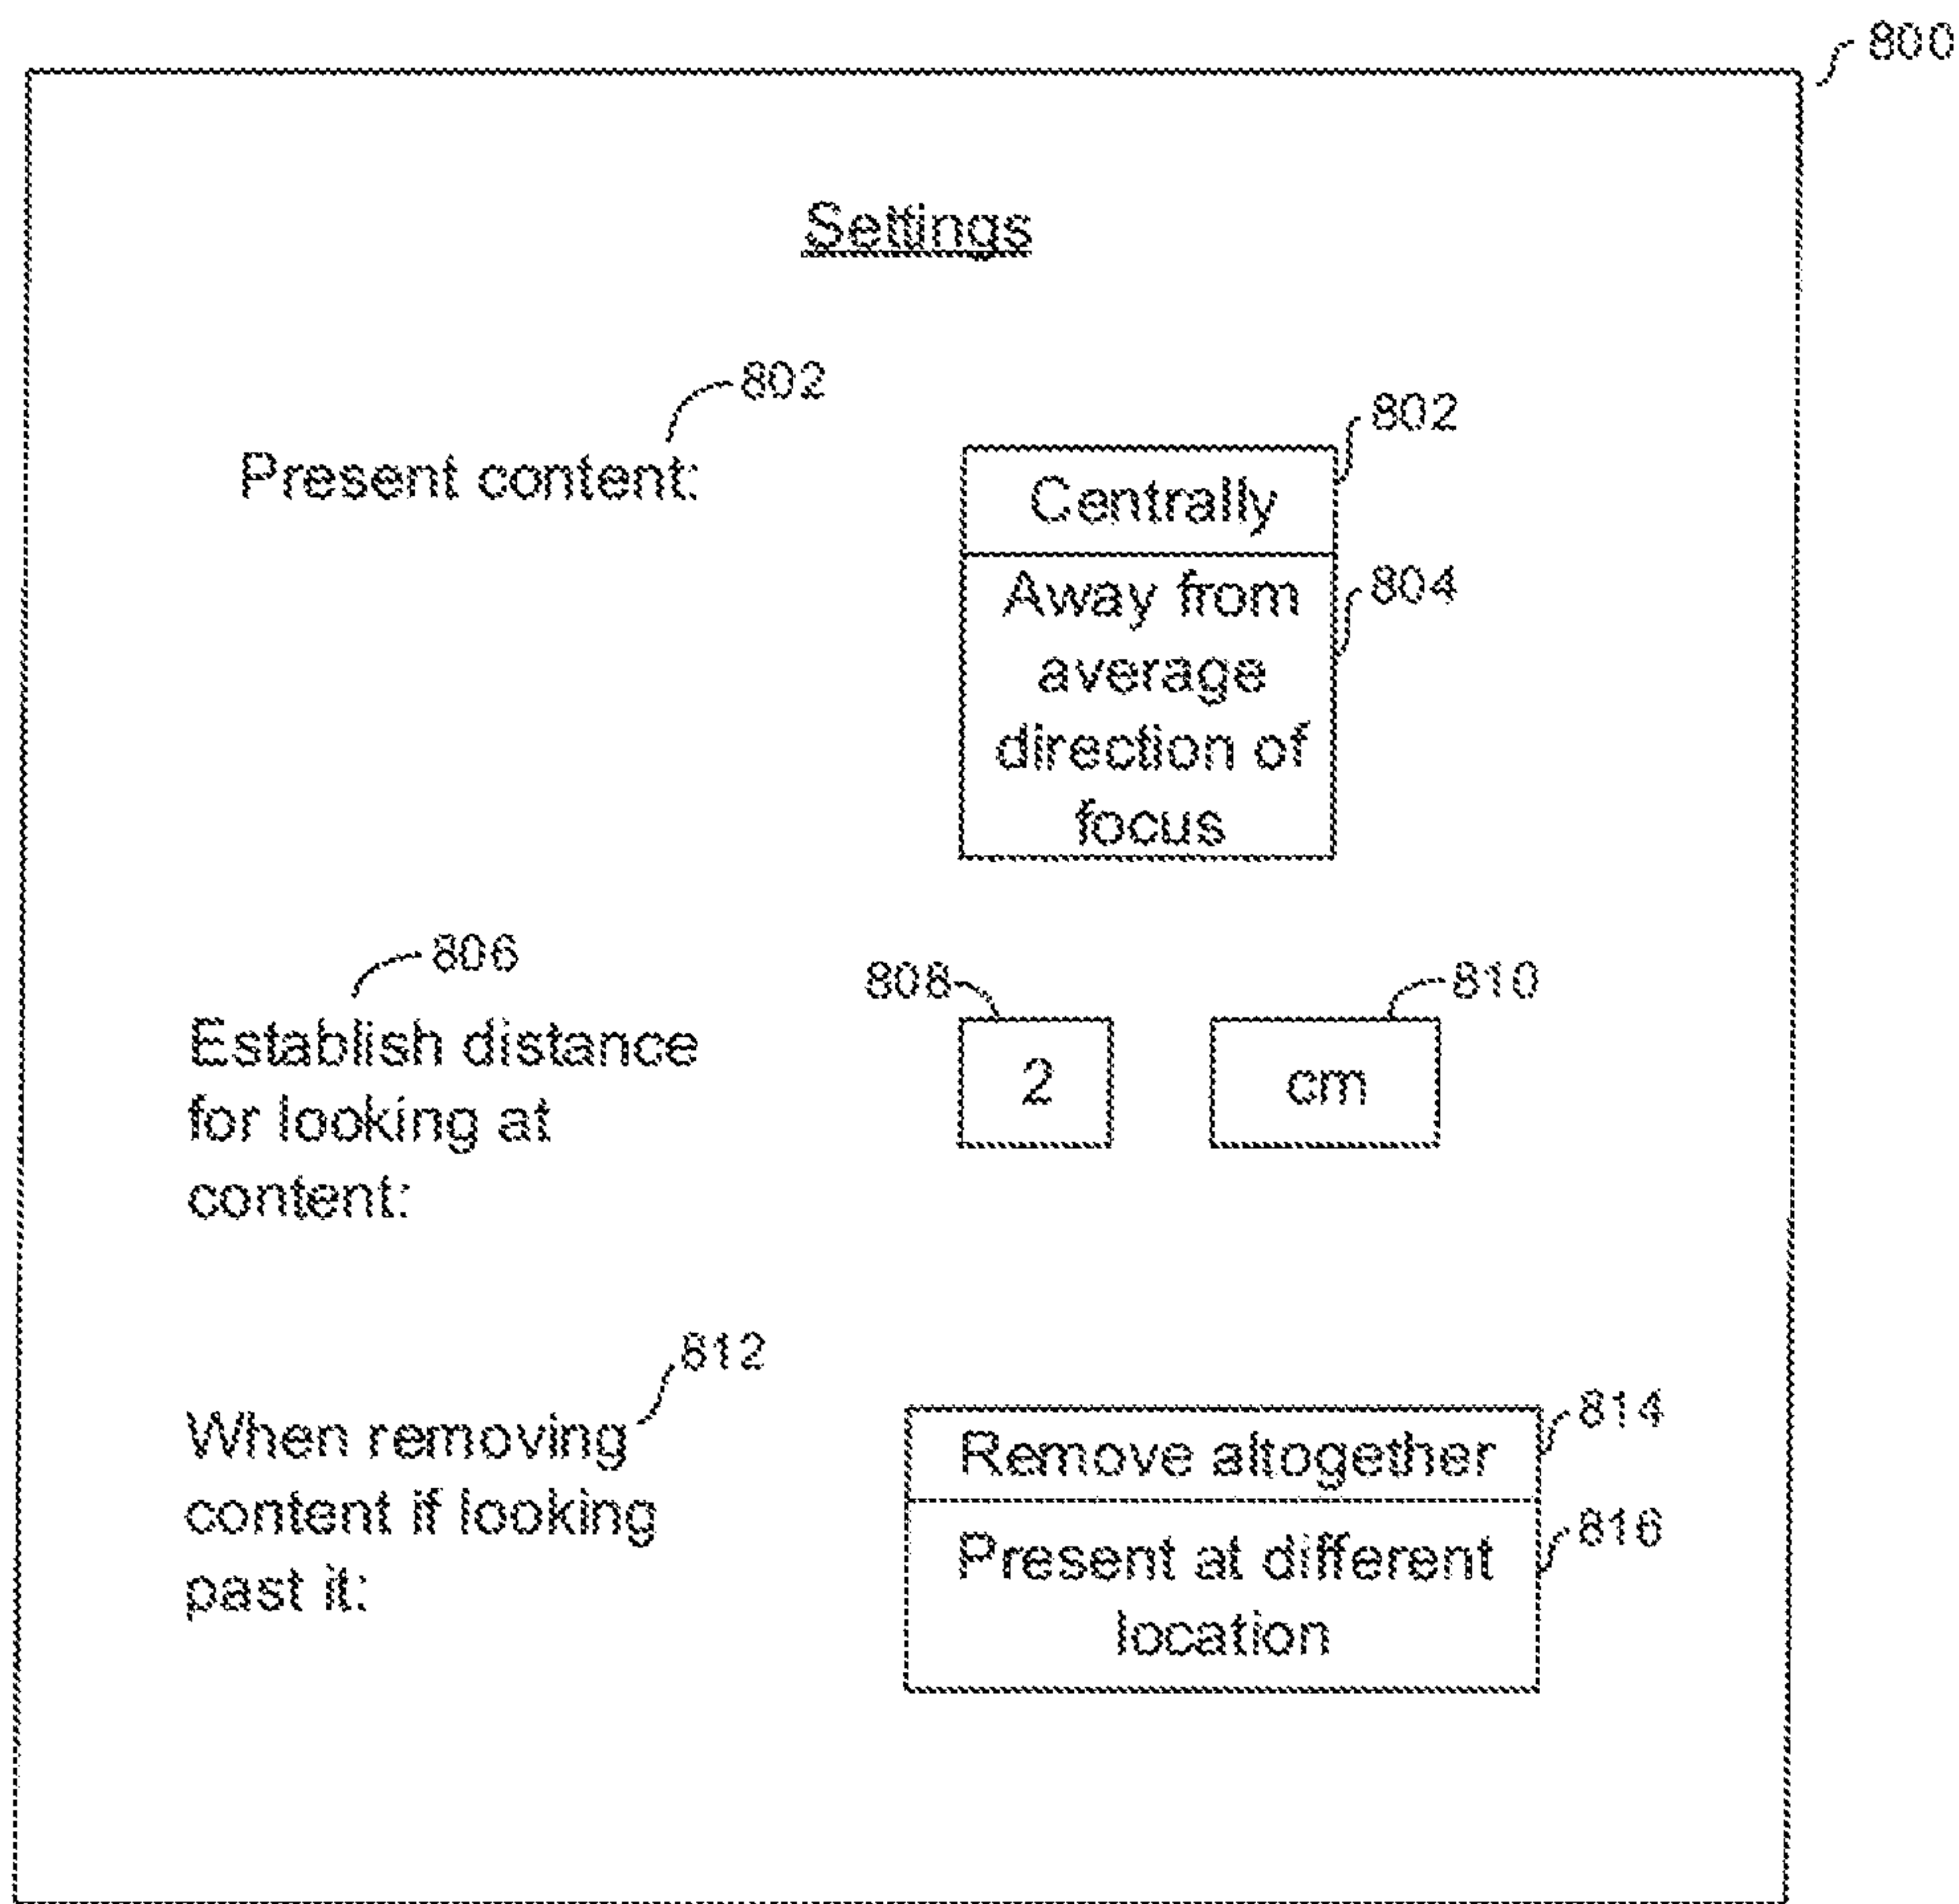 800
Settings
802
Present content:
802
Centrally
804
Away from
average
direction of
focus
806
Establish distance
for looking at
content:
808
2
810
cm
812
When removing
content if looking
past it:
814
Remove altogether
816
Present at different
location